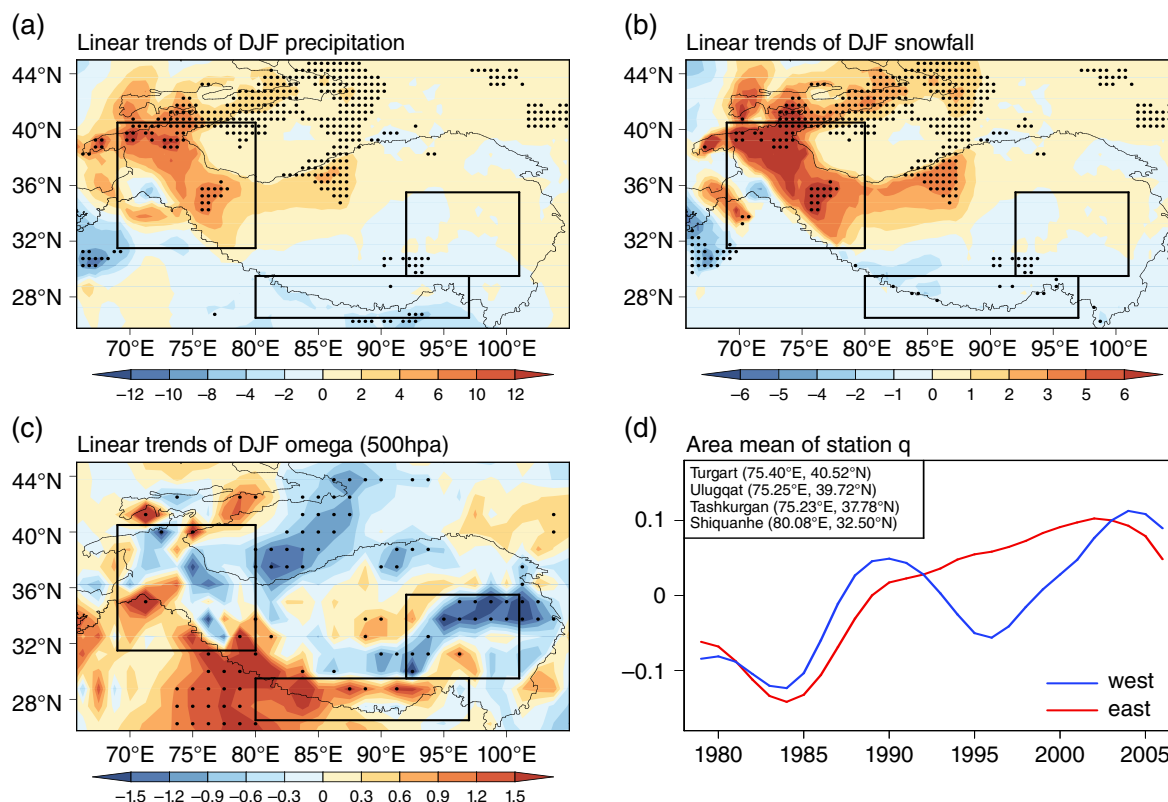 (a)
Linear trends of DJF precipitation
44°N
40°N
36°N
32°N
28°N
70°E 75°E 80°E 85°E 90°E 95°E 100°E
−12 −10 −8 −4 −2 0 2 4 6 10 12
(b)
Linear trends of DJF snowfall
44°N
40°N
36°N
32°N
28°N
70°E 75°E 80°E 85°E 90°E 95°E 100°E
−6 −5 −4 −2 −1 0 1 2 3 5 6
(c)
Linear trends of DJF omega (500hpa)
44°N
40°N
36°N
32°N
28°N
70°E 75°E 80°E 85°E 90°E 95°E 100°E
−1.5 −1.2 −0.9 −0.6 −0.3 0 0.3 0.6 0.9 1.2 1.5
(d)
Area mean of station q
Turgart (75.40°E, 40.52°N)
Ulugqat (75.25°E, 39.72°N)
Tashkurgan (75.23°E, 37.78°N)
Shiquanhe (80.08°E, 32.50°N)
0.1
0
−0.1
west
east
1980 1985 1990 1995 2000 2005